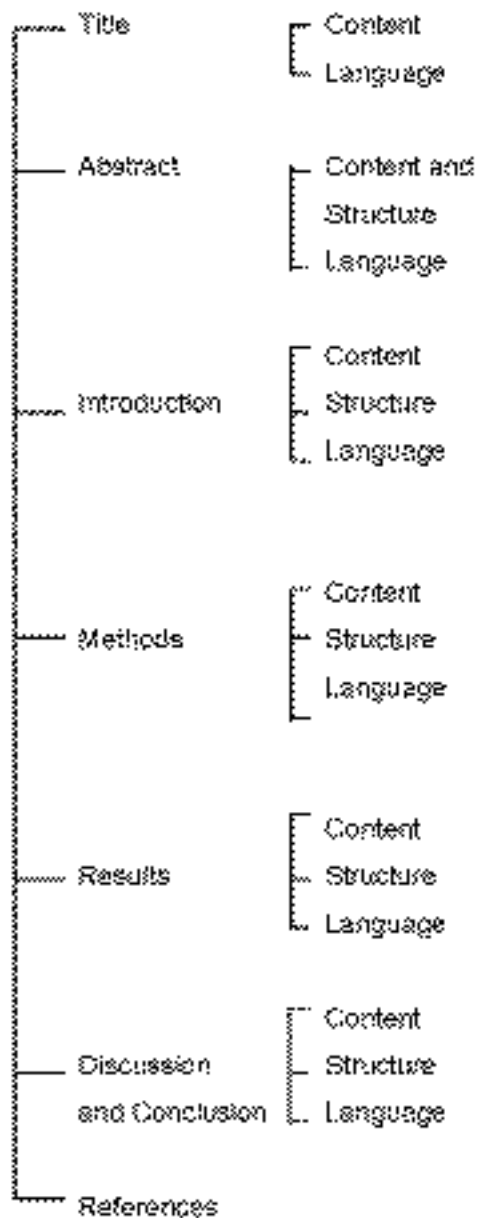 Title
Content
Language
Abstract
Content and
Structure
Language
Introduction
Content
Structure
Language
Methods
Content
Structure
Language
Results
Content
Structure
Language
Discussion
and Conclusion
Content
Structure
Language
References